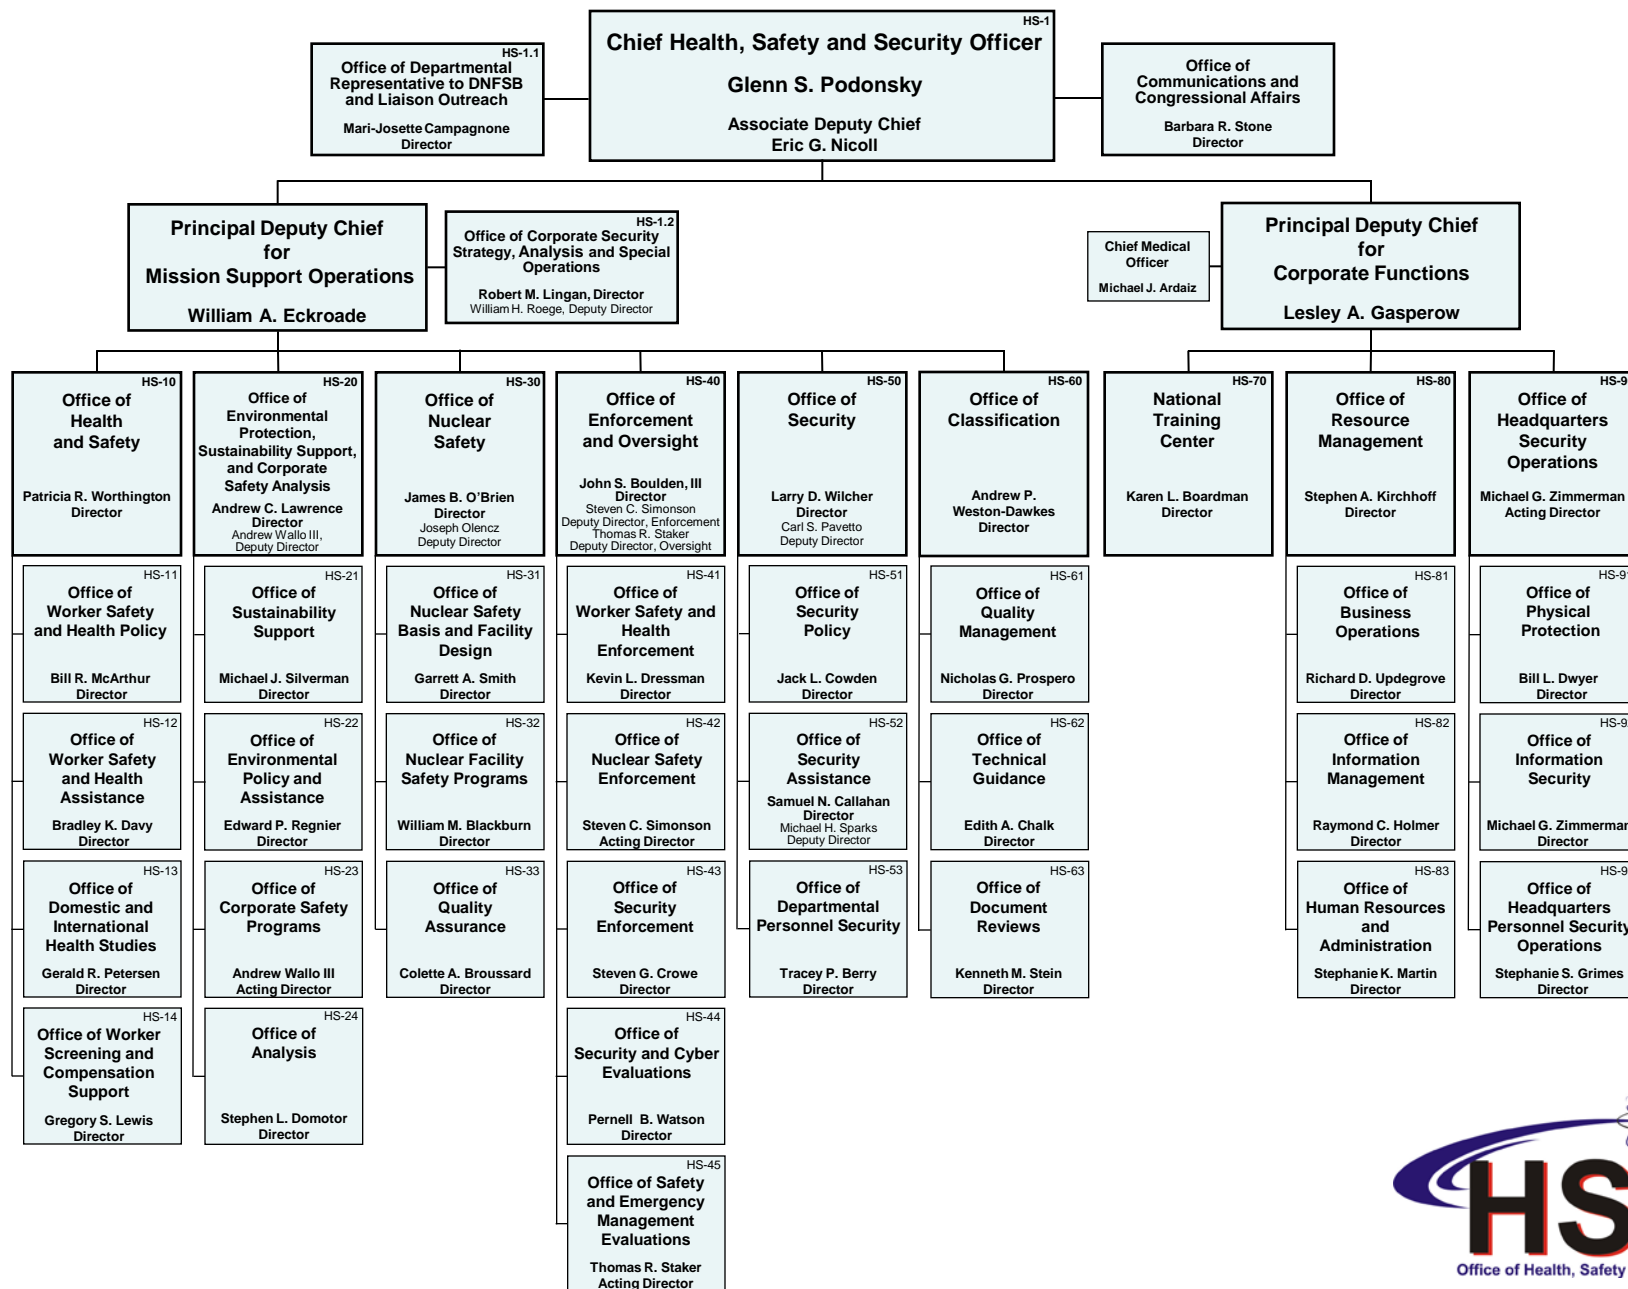 HS-1
Chief Health, Safety and Security Officer
Glenn S. Podonsky
Associate Deputy Chief
Eric G. Nicoll
HS-1.1
Office of Departmental
Representative to DNFSB
and Liaison Outreach
Mari-Josette Campagnone
Director
Office of
Communications and
Congressional Affairs
Barbara R. Stone
Director
Principal Deputy Chief
for
Mission Support Operations
William A. Eckroade
HS-1.2
Office of Corporate Security
Strategy, Analysis and Special
Operations
Robert M. Lingan, Director
William H. Roege, Deputy Director
Chief Medical
Officer
Michael J. Ardaiz
Principal Deputy Chief
for
Corporate Functions
Lesley A. Gasperow
HS-10
Office of
Health
and Safety
Patricia R. Worthington
Director
HS-20
Office of
Environmental
Protection,
Sustainability Support,
and Corporate
Safety Analysis
Andrew C. Lawrence
Director
Andrew Wallo III,
Deputy Director
HS-30
Office of
Nuclear
Safety
James B. O'Brien
Director
Joseph Olencz
Deputy Director
HS-40
Office of
Enforcement
and Oversight
John S. Boulden, III
Director
Steven C. Simonson
Deputy Director, Enforcement
Thomas R. Staker
Deputy Director, Oversight
HS-50
Office of
Security
Larry D. Wilcher
Director
Carl S. Pavetto
Deputy Director
HS-60
Office of
Classification
Andrew P.
Weston-Dawkes
Director
HS-70
National
Training
Center
Karen L. Boardman
Director
HS-80
Office of
Resource
Management
Stephen A. Kirchhoff
Director
HS-9
Office of
Headquarters
Security
Operations
Michael G. Zimmerman
Acting Director
HS-11
Office of
Worker Safety
and Health Policy
Bill R. McArthur
Director
HS-21
Office of
Sustainability
Support
Michael J. Silverman
Director
HS-31
Office of
Nuclear Safety
Basis and Facility
Design
Garrett A. Smith
Director
HS-41
Office of
Worker Safety and
Health
Enforcement
Kevin L. Dressman
Director
HS-51
Office of
Security
Policy
Jack L. Cowden
Director
HS-61
Office of
Quality
Management
Nicholas G. Prospero
Director
HS-81
Office of
Business
Operations
Richard D. Updegrove
Director
HS-91
Office of
Physical
Protection
Bill L. Dwyer
Director
HS-12
Office of
Worker Safety
and Health
Assistance
Bradley K. Davy
Director
HS-22
Office of
Environmental
Policy and
Assistance
Edward P. Regnier
Director
HS-32
Office of
Nuclear Facility
Safety Programs
William M. Blackburn
Director
HS-42
Office of
Nuclear Safety
Enforcement
Steven C. Simonson
Acting Director
HS-52
Office of
Security
Assistance
Samuel N. Callahan
Director
Michael H. Sparks
Deputy Director
HS-62
Office of
Technical
Guidance
Edith A. Chalk
Director
HS-82
Office of
Information
Management
Raymond C. Holmer
Director
HS-9
Office of
Information
Security
Michael G. Zimmerman
Director
HS-13
Office of
Domestic and
International
Health Studies
Gerald R. Petersen
Director
HS-23
Office of
Corporate Safety
Programs
Andrew Wallo III
Acting Director
HS-33
Office of
Quality
Assurance
Colette A. Broussard
Director
HS-43
Office of
Security
Enforcement
Steven G. Crowe
Director
HS-53
Office of
Departmental
Personnel Security
Tracey P. Berry
Director
HS-63
Office of
Document
Reviews
Kenneth M. Stein
Director
HS-83
Office of
Human Resources
and
Administration
Stephanie K. Martin
Director
HS-9
Office of
Headquarters
Personnel Security
Operations
Stephanie S. Grimes
Director
HS-14
Office of Worker
Screening and
Compensation
Support
Gregory S. Lewis
Director
HS-24
Office of
Analysis
Stephen L. Domotor
Director
HS-44
Office of
Security and Cyber
Evaluations
Pernell B. Watson
Director
HS-45
Office of Safety
and Emergency
Management
Evaluations
Thomas R. Staker
Acting Director
HS
Office of Health, Safety